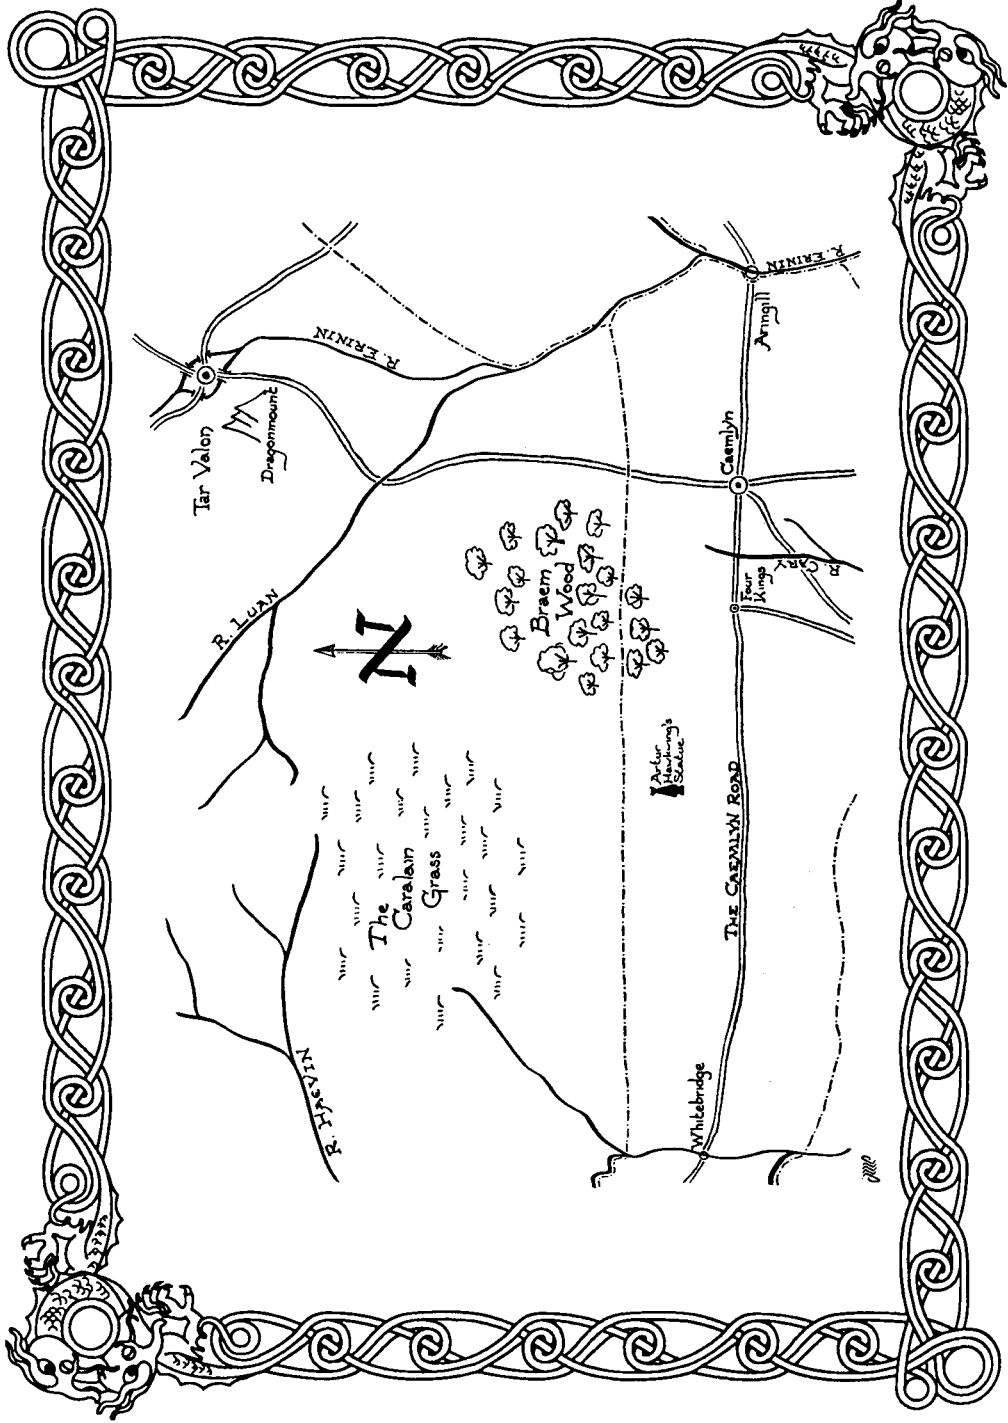 Tar Valon
Dragonmount
R. ERININ
R. LUAN
N
R. HAEVIN
The
Caralain
Grass
Braem
Wood
Artur
Hawkwing's
Statue
Whitebridge
THE CAEMLYN ROAD
Four
Kings
R. CARY
Caemlyn
Aringill
R. ERININ